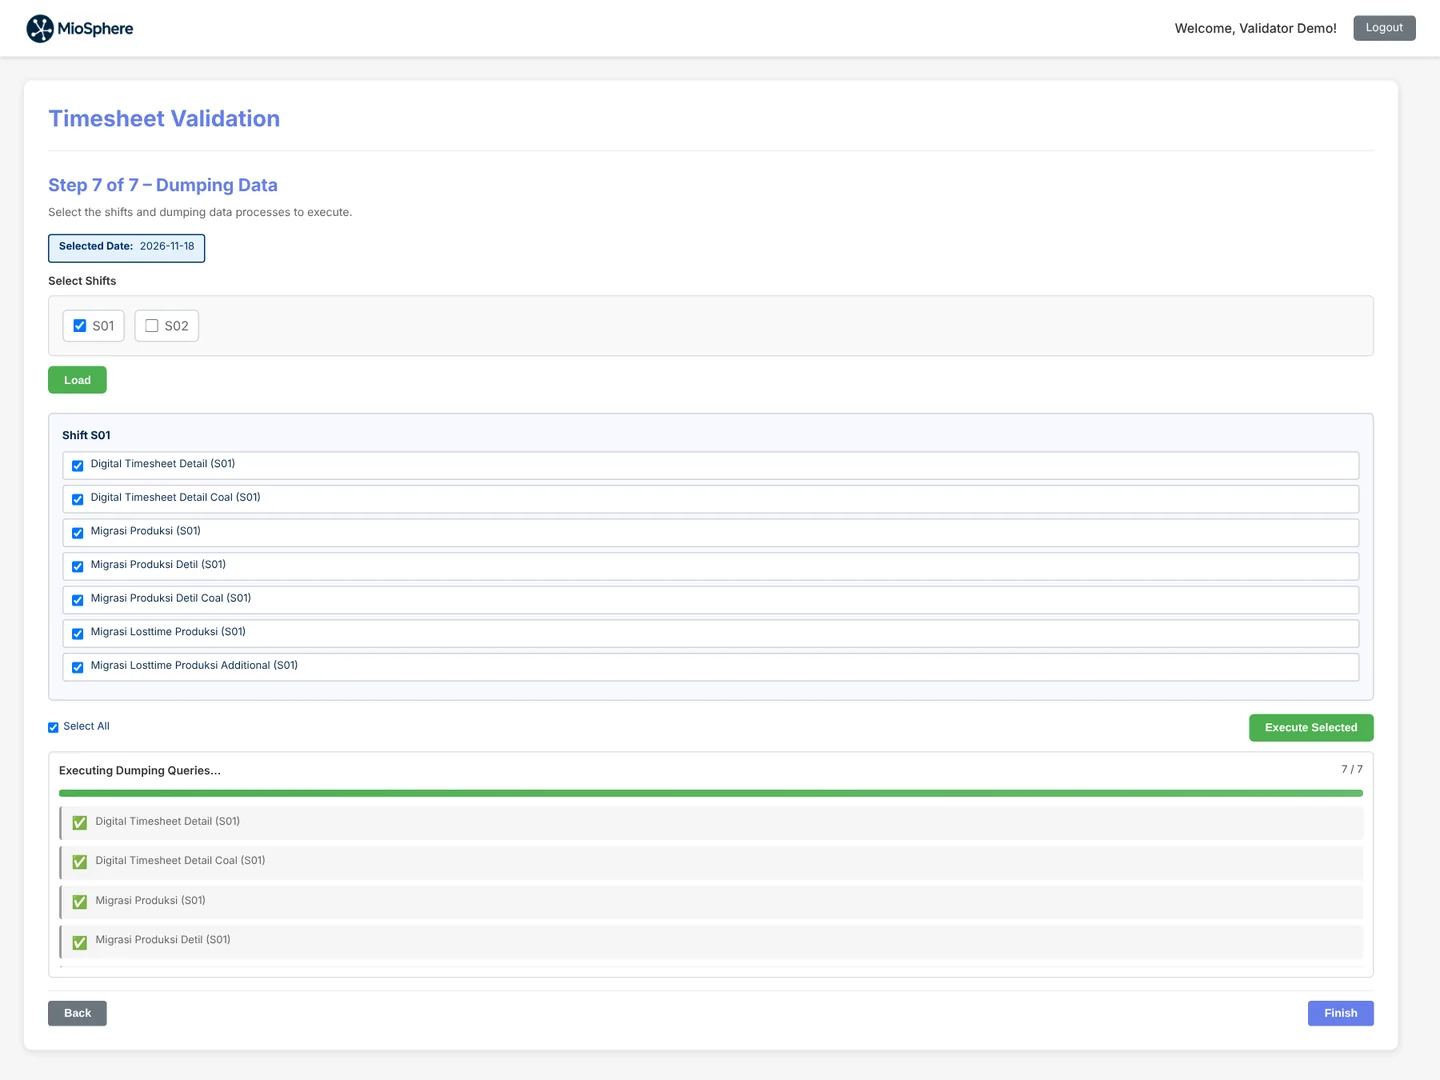 MioSphere
Welcome, Validator Demo!
Logout
Timesheet Validation
Step 7 of 7 – Dumping Data
Select the shifts and dumping data processes to execute.
Selected Date: 2026-11-18
Select Shifts
S01
S02
Load
Shift S01
Digital Timesheet Detail (S01)
Digital Timesheet Detail Coal (S01)
Migrasi Produksi (S01)
Migrasi Produksi Detil (S01)
Migrasi Produksi Detil Coal (S01)
Migrasi Losttime Produksi (S01)
Migrasi Losttime Produksi Additional (S01)
Select All
Execute Selected
Executing Dumping Queries...
7 / 7
Digital Timesheet Detail (S01)
Digital Timesheet Detail Coal (S01)
Migrasi Produksi (S01)
Migrasi Produksi Detil (S01)
Back
Finish